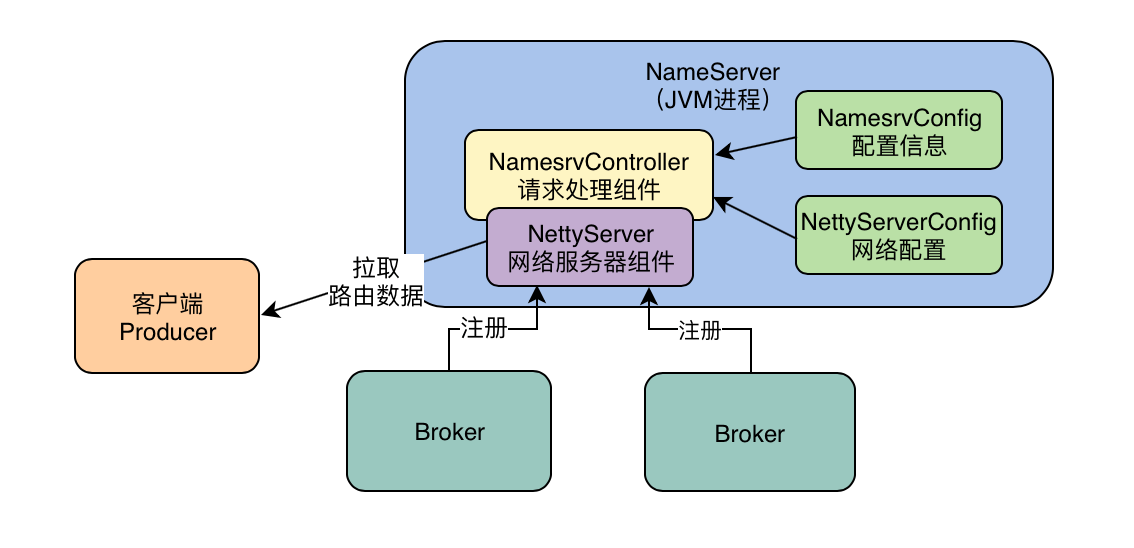 NameServer
（JVM进程）
NamesrvConfig
配置信息
NamesrvController
请求处理组件
NettyServerConfig
网络配置
NettyServer
网络服务器组件
拉取
路由数据
客户端
Producer
注册
注册
Broker
Broker